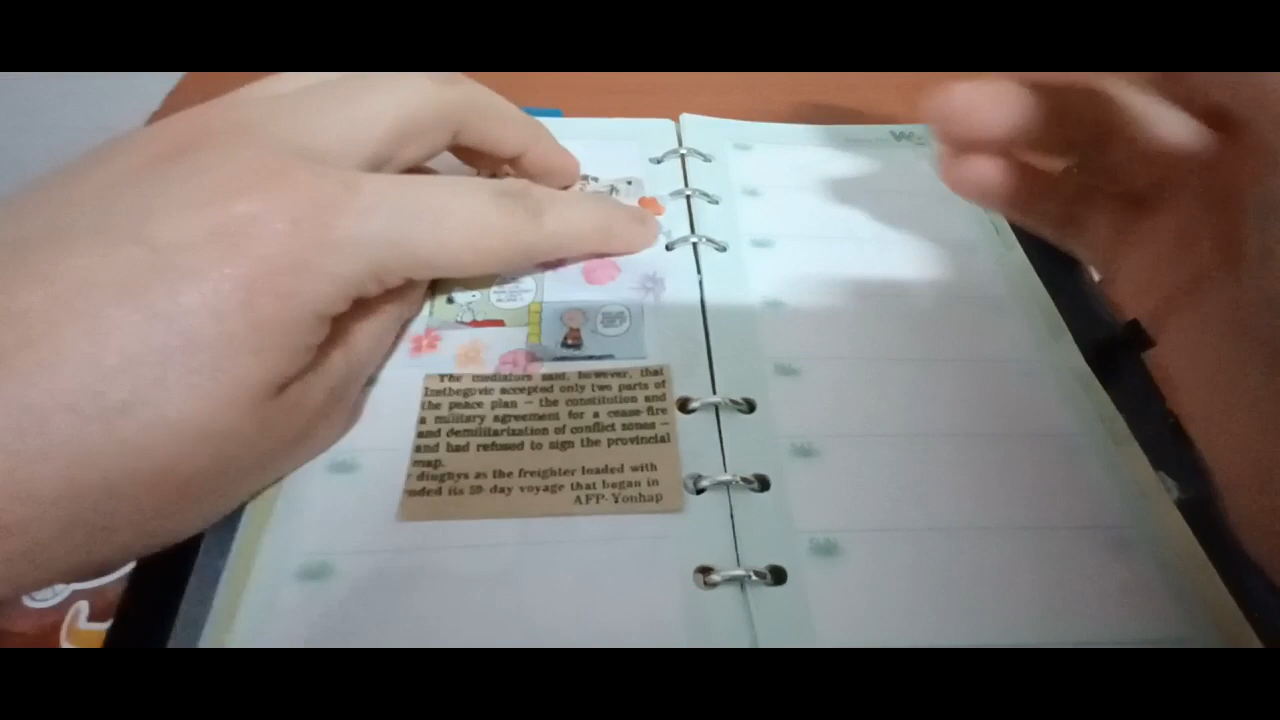 The mediators said, however, that
Izetbegovic accepted only two parts of
the peace plan — the constitution and
a military agreement for a cease-fire
and demilitarization of conflict zones —
and had refused to sign the provincial
map.
dinghys as the freighter loaded with
nded its 59-day voyage that began in
AFP-Yonhap